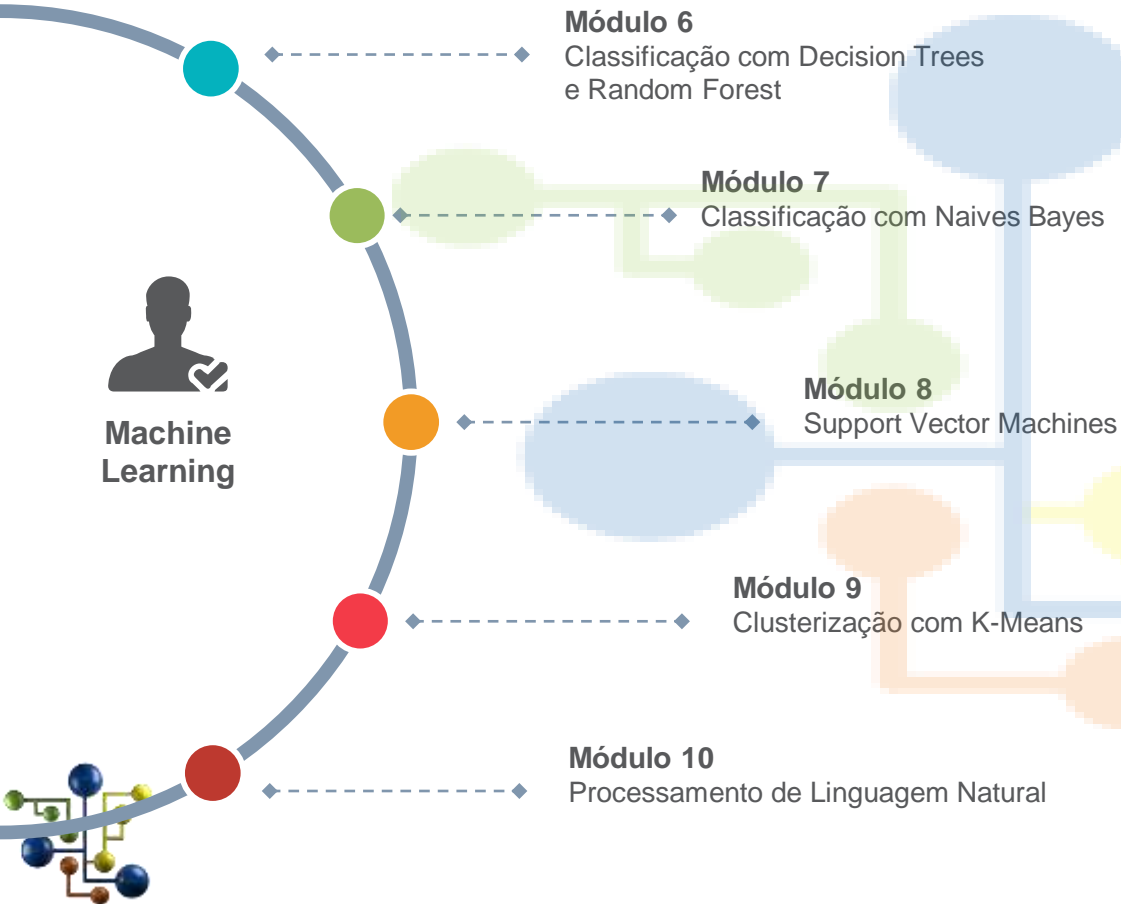 Módulo 6
Classificação com Decision Trees
e Random Forest
Módulo 7
Classificação com Naives Bayes
Machine
Learning
Módulo 8
Support Vector Machines
Módulo 9
Clusterização com K-Means
Módulo 10
Processamento de Linguagem Natural